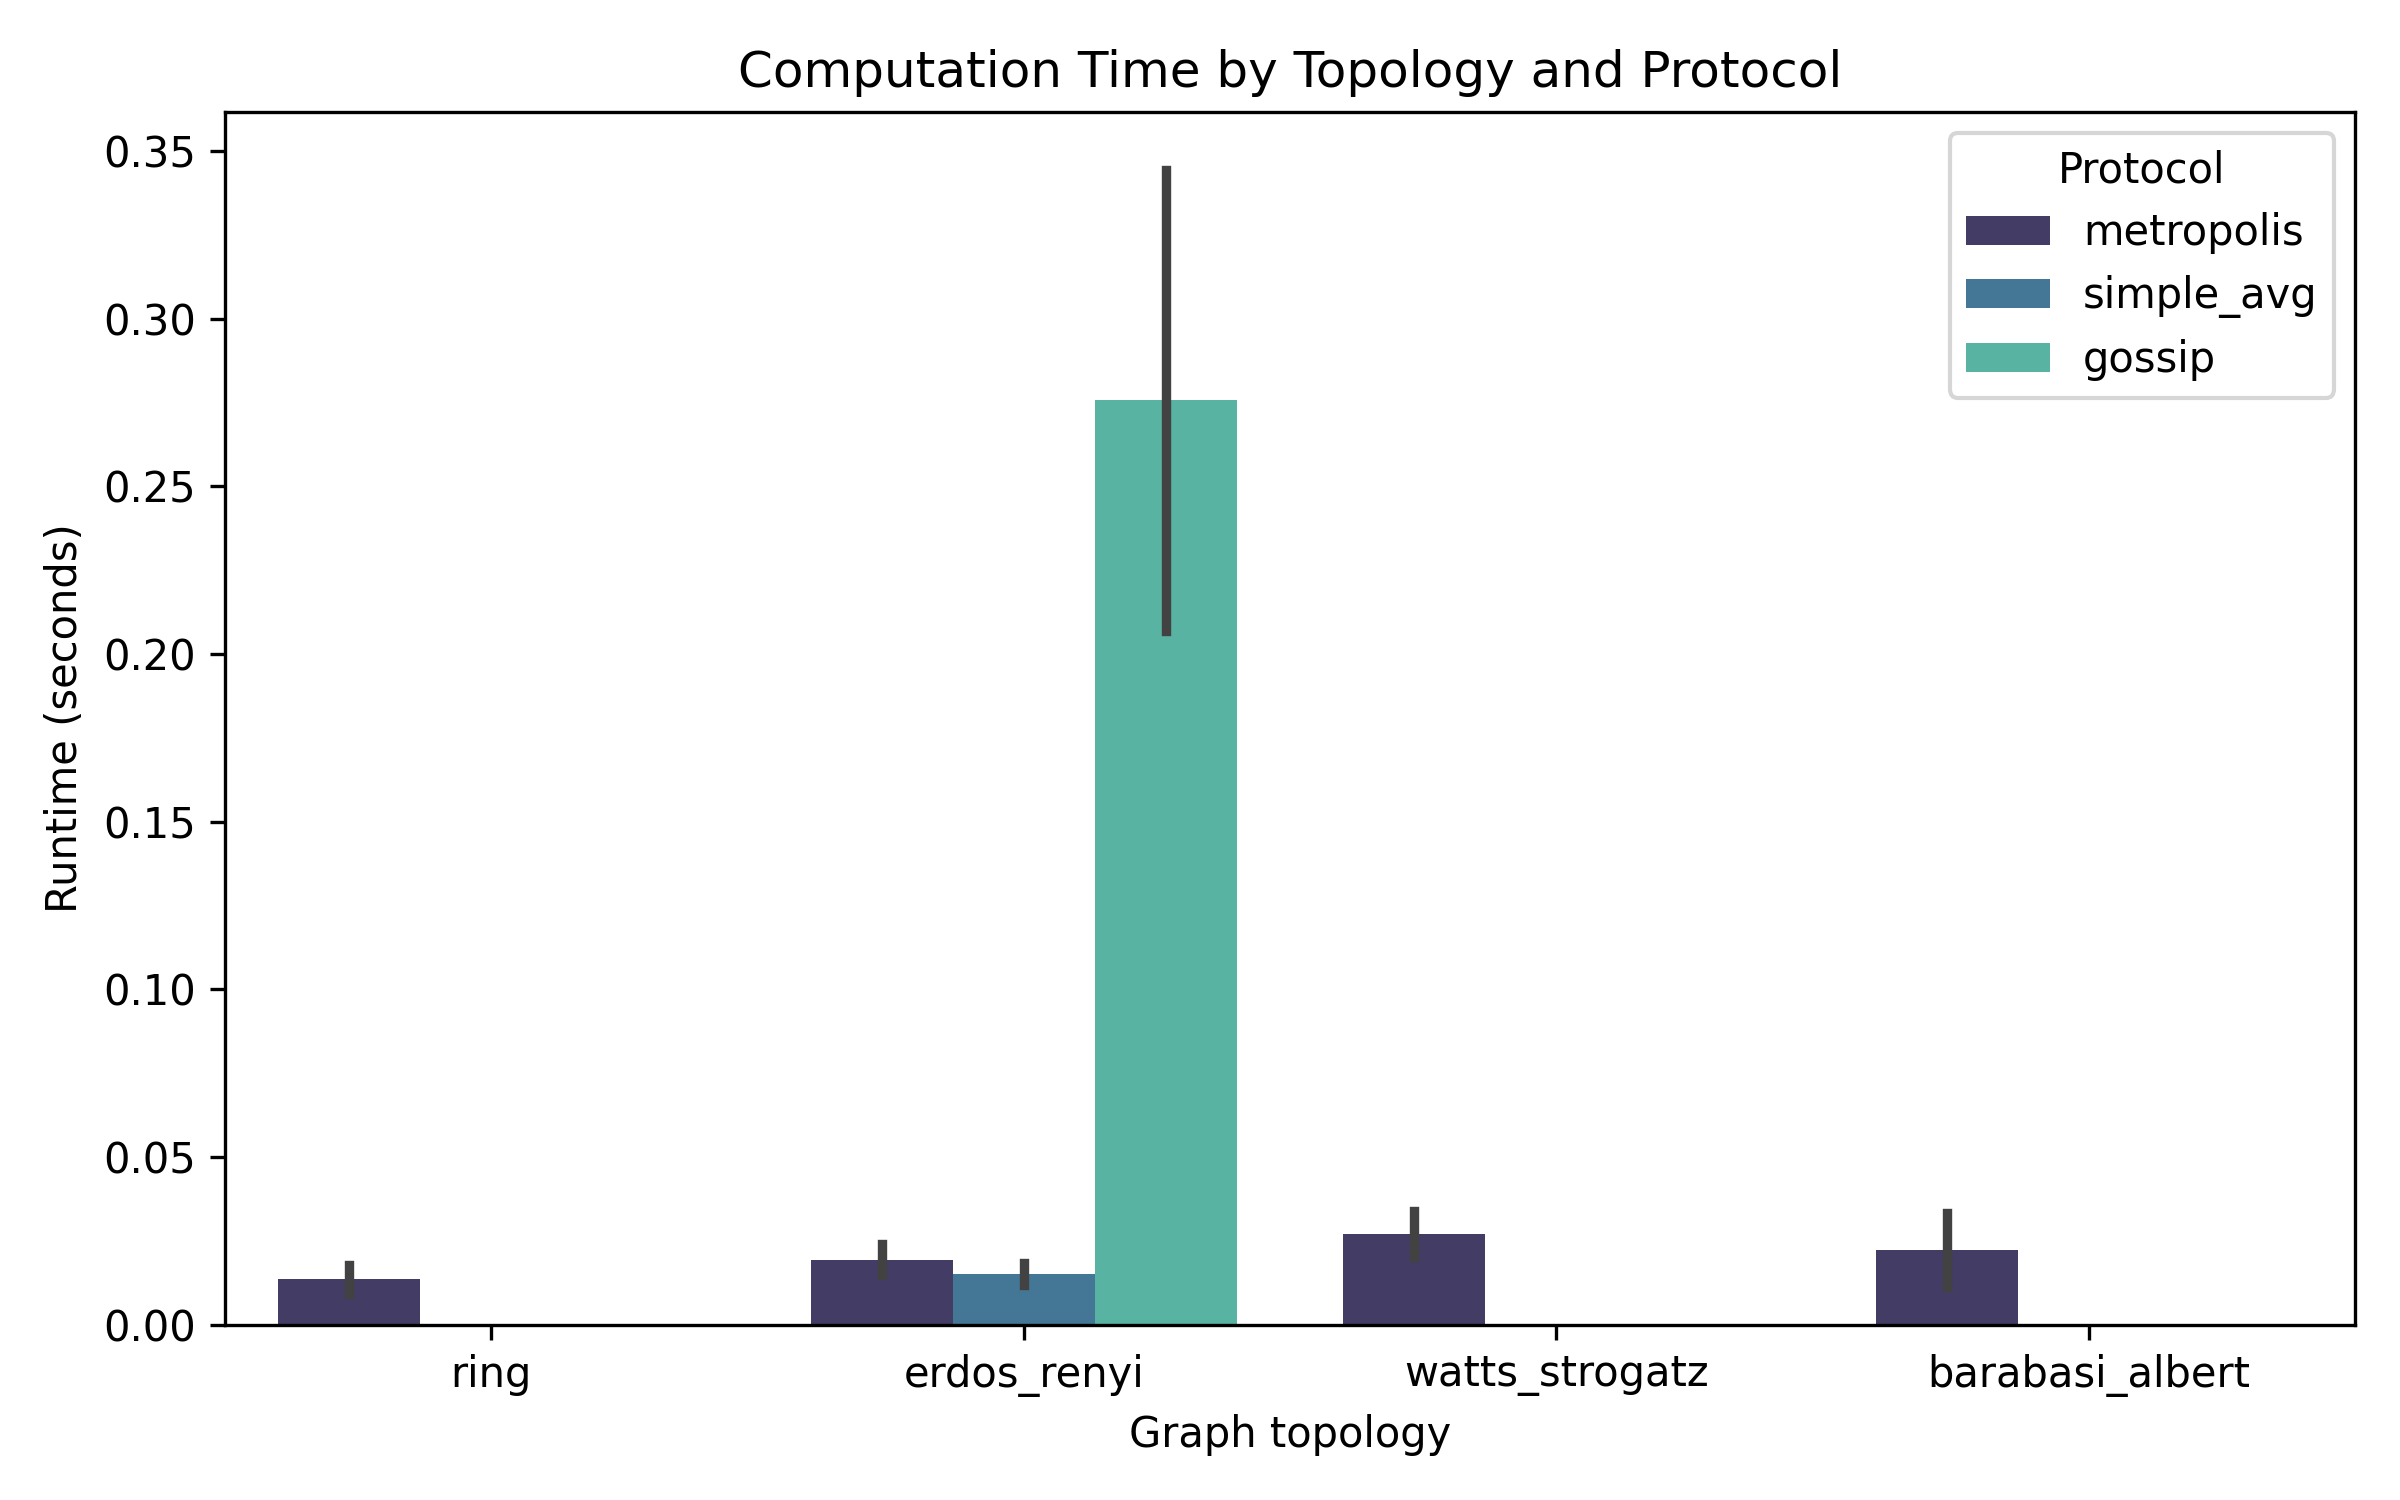 Computation Time by Topology and Protocol
Runtime (seconds)
0.35
0.30
0.25
0.20
0.15
0.10
0.05
0.00
Protocol
metropolis
simple_avg
gossip
ring
erdos_renyi
watts_strogatz
barabasi_albert
Graph topology